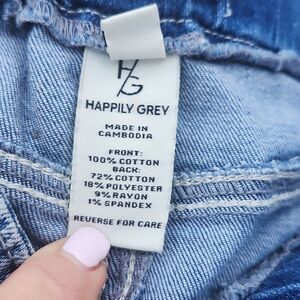 H/G
HAPPILY GREY
MADE IN
CAMBODIA
FRONT:
100% COTTON
BACK:
72% COTTON
18% POLYESTER
9% RAYON
1% SPANDEX
REVERSE FOR CARE